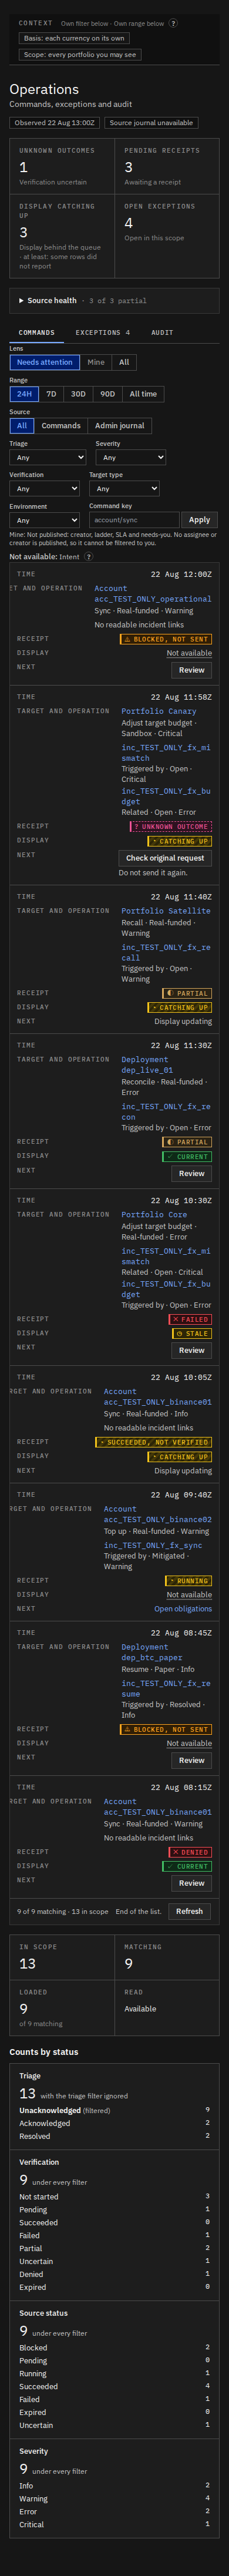 CONTEXT Own filter below · Own range below ?
Basis: each currency on its own
Scope: every portfolio you may see
Operations
Commands, exceptions and audit
Observed 22 Aug 13:00Z Source journal unavailable
UNKNOWN OUTCOMES
1
Verification uncertain
PENDING RECEIPTS
3
Awaiting a receipt
DISPLAY CATCHING
UP
3
Display behind the queue
· at least: some rows did
not report
OPEN EXCEPTIONS
4
Open in this scope
▶ Source health · 3 of 3 partial
COMMANDS EXCEPTIONS 4 AUDIT
Lens
Needs attention Mine All
Range
24H 7D 30D 90D All time
Source
All Commands Admin journal
Triage Severity
Any Any
Verification Target type
Any Any
Environment Command key
Any account/sync Apply
Mine: Not published: creator, ladder, SLA and needs-you. No assignee or
creator is published, so it cannot be filtered to you.
Not available: Intent ?
TIME 22 Aug 12:00Z
ET AND OPERATION Account
acc_TEST_ONLY_operational
Sync · Real-funded · Warning
No readable incident links
RECEIPT ⚠ BLOCKED, NOT SENT
DISPLAY Not available
NEXT Review
TIME 22 Aug 11:58Z
TARGET AND OPERATION Portfolio Canary
Adjust target budget ·
Sandbox · Critical
inc_TEST_ONLY_fx_mi
smatch
Triggered by · Open ·
Critical
inc_TEST_ONLY_fx_bu
dget
Related · Open · Error
RECEIPT ? UNKNOWN OUTCOME
DISPLAY · CATCHING UP
NEXT Check original request
Do not send it again.
TIME 22 Aug 11:40Z
TARGET AND OPERATION Portfolio Satellite
Recall · Real-funded ·
Warning
inc_TEST_ONLY_fx_re
call
Triggered by · Open ·
Warning
RECEIPT ◐ PARTIAL
DISPLAY · CATCHING UP
NEXT Display updating
TIME 22 Aug 11:30Z
TARGET AND OPERATION Deployment
dep_live_01
Reconcile · Real-funded ·
Error
inc_TEST_ONLY_fx_re
con
Triggered by · Open · Error
RECEIPT ◐ PARTIAL
DISPLAY ✓ CURRENT
NEXT Review
TIME 22 Aug 10:30Z
TARGET AND OPERATION Portfolio Core
Adjust target budget ·
Real-funded · Error
inc_TEST_ONLY_fx_mi
smatch
Related · Open · Critical
inc_TEST_ONLY_fx_bu
dget
Triggered by · Open · Error
RECEIPT ✕ FAILED
DISPLAY ◷ STALE
NEXT Review
TIME 22 Aug 10:05Z
RGET AND OPERATION Account
acc_TEST_ONLY_binance01
Sync · Real-funded · Info
No readable incident links
RECEIPT · SUCCEEDED, NOT VERIFIED
DISPLAY · CATCHING UP
NEXT Display updating
TIME 22 Aug 09:40Z
RGET AND OPERATION Account
acc_TEST_ONLY_binance02
Top up · Real-funded · Warning
inc_TEST_ONLY_fx_sync
Triggered by · Mitigated ·
Warning
RECEIPT · RUNNING
DISPLAY Not available
NEXT Open obligations
TIME 22 Aug 08:45Z
TARGET AND OPERATION Deployment
dep_btc_paper
Resume · Paper · Info
inc_TEST_ONLY_fx_re
sume
Triggered by · Resolved ·
Info
RECEIPT ⚠ BLOCKED, NOT SENT
DISPLAY Not available
NEXT Review
TIME 22 Aug 08:15Z
RGET AND OPERATION Account
acc_TEST_ONLY_binance01
Sync · Real-funded · Warning
No readable incident links
RECEIPT ✕ DENIED
DISPLAY ✓ CURRENT
NEXT Review
9 of 9 matching · 13 in scope End of the list. Refresh
IN SCOPE
13
MATCHING
9
LOADED
9
of 9 matching
READ
Available
Counts by status
Triage
13 with the triage filter ignored
Unacknowledged (filtered) 9
Acknowledged 2
Resolved 2
Verification
9 under every filter
Not started 3
Pending 1
Succeeded 0
Failed 1
Partial 2
Uncertain 1
Denied 1
Expired 0
Source status
9 under every filter
Blocked 2
Pending 0
Running 1
Succeeded 4
Failed 1
Expired 0
Uncertain 1
Severity
9 under every filter
Info 2
Warning 4
Error 2
Critical 1